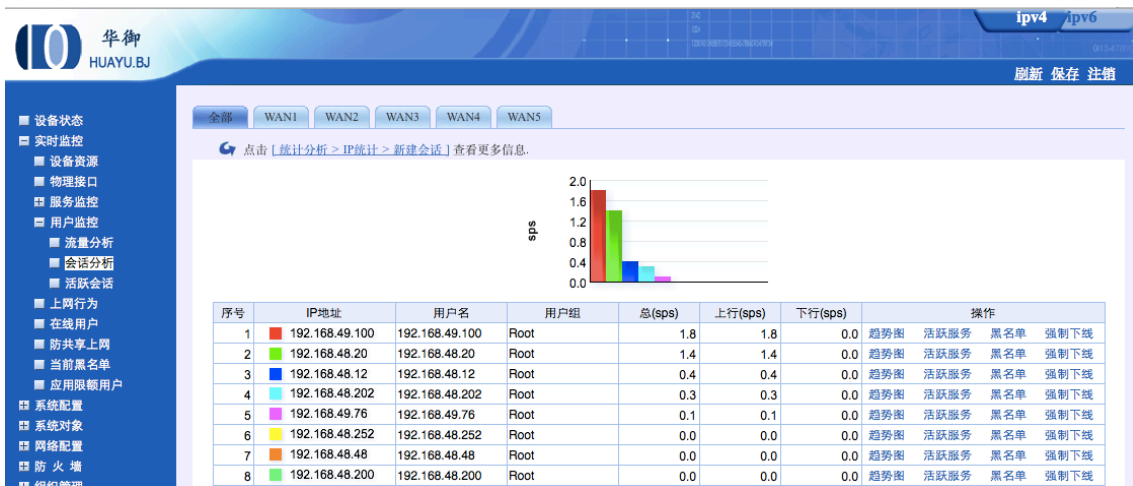 华御
HUAYU.BJ
ipv4 ipv6
刷新 保存 注销
设备状态
实时监控
设备资源
物理接口
服务监控
用户监控
流量分析
会话分析
活跃会话
上网行为
在线用户
防共享上网
当前黑名单
应用限额用户
系统配置
系统对象
网络配置
防 火 墙
组织管理
全部 WAN1 WAN2 WAN3 WAN4 WAN5
点击 [ 统计分析 > IP统计 > 新建会话 ] 查看更多信息.
sps
2.0
1.6
1.2
0.8
0.4
0.0
序号 IP地址 用户名 用户组 总(sps) 上行(sps) 下行(sps) 操作
1 192.168.49.100 192.168.49.100 Root 1.8 1.8 0.0 趋势图 活跃服务 黑名单 强制下线
2 192.168.48.20 192.168.48.20 Root 1.4 1.4 0.0 趋势图 活跃服务 黑名单 强制下线
3 192.168.48.12 192.168.48.12 Root 0.4 0.4 0.0 趋势图 活跃服务 黑名单 强制下线
4 192.168.48.202 192.168.48.202 Root 0.3 0.3 0.0 趋势图 活跃服务 黑名单 强制下线
5 192.168.49.76 192.168.49.76 Root 0.1 0.1 0.0 趋势图 活跃服务 黑名单 强制下线
6 192.168.48.252 192.168.48.252 Root 0.0 0.0 0.0 趋势图 活跃服务 黑名单 强制下线
7 192.168.48.48 192.168.48.48 Root 0.0 0.0 0.0 趋势图 活跃服务 黑名单 强制下线
8 192.168.48.200 192.168.48.200 Root 0.0 0.0 0.0 趋势图 活跃服务 黑名单 强制下线